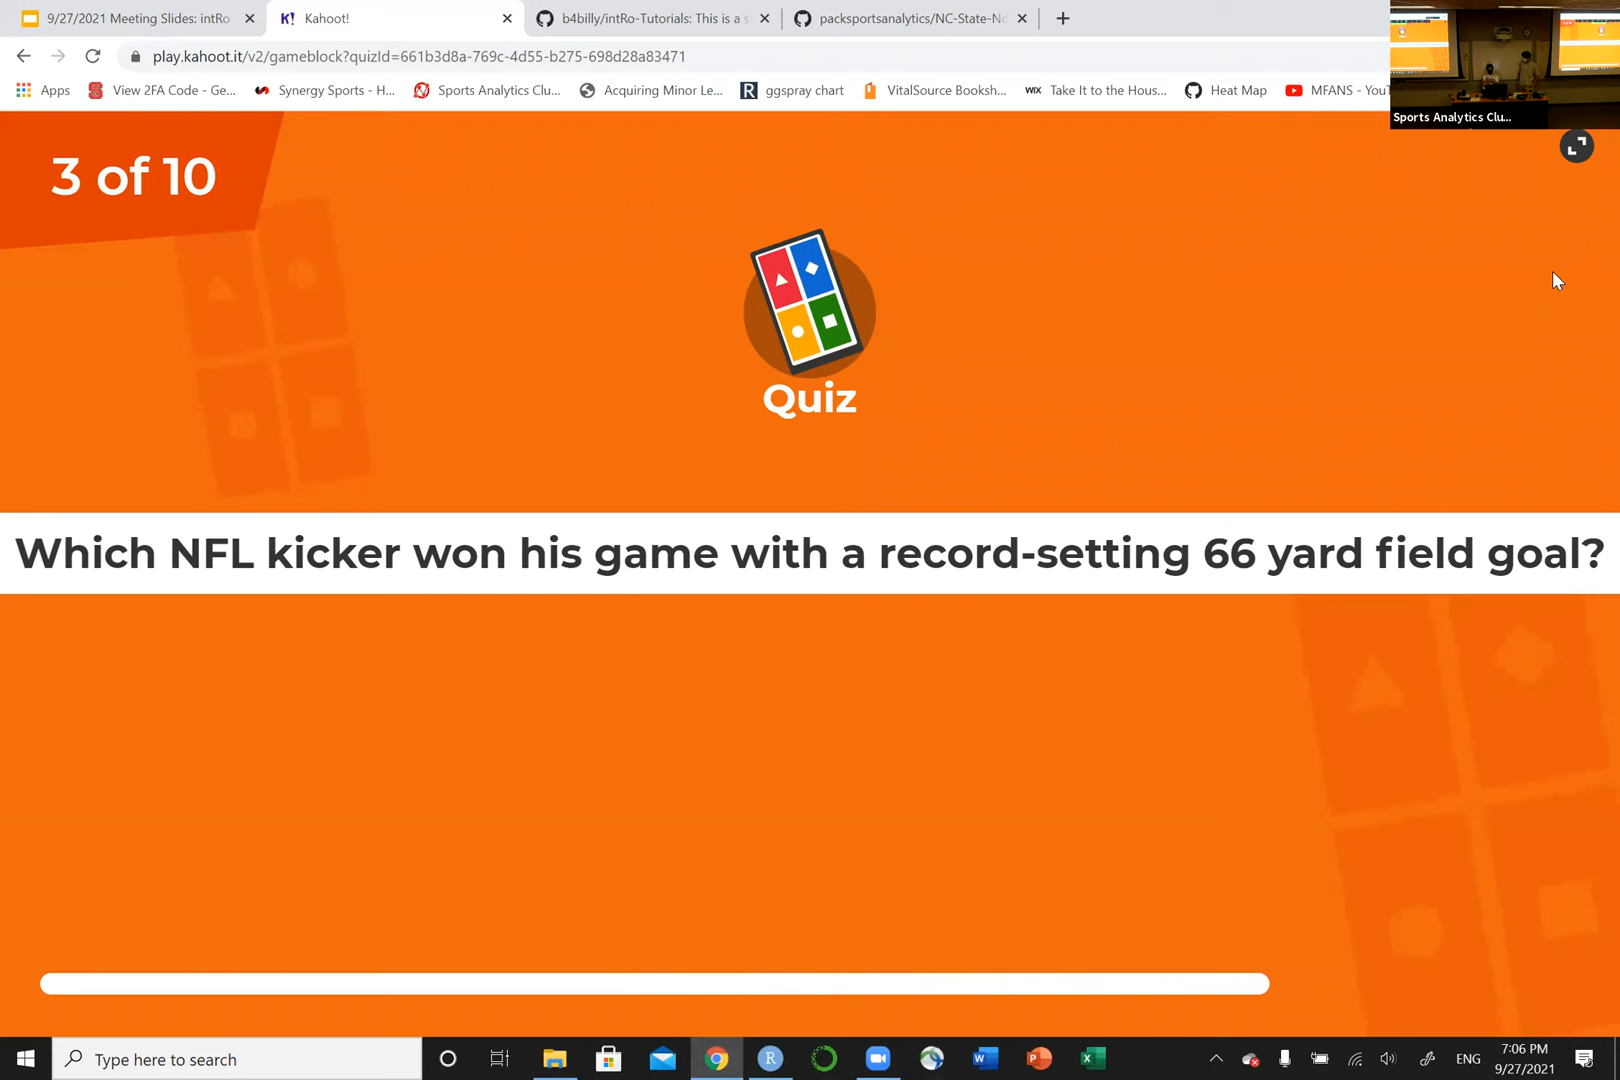 9/27/2021 Meeting Slides: intRo
K! Kahoot!
b4billy/intRo-Tutorials: This is a s
packsportsanalytics/NC-State-No
play.kahoot.it/v2/gameblock?quizId=661b3d8a-769c-4d55-b275-698d28a83471
Apps
View 2FA Code - Ge...
Synergy Sports - H...
Sports Analytics Clu...
Acquiring Minor Le...
R ggspray chart
VitalSource Booksh...
WIX Take It to the Hous...
Heat Map
MFANS - YouT
Sports Analytics Clu...
3 of 10
Quiz
Which NFL kicker won his game with a record-setting 66 yard field goal?
Type here to search
ENG
7:06 PM
9/27/2021